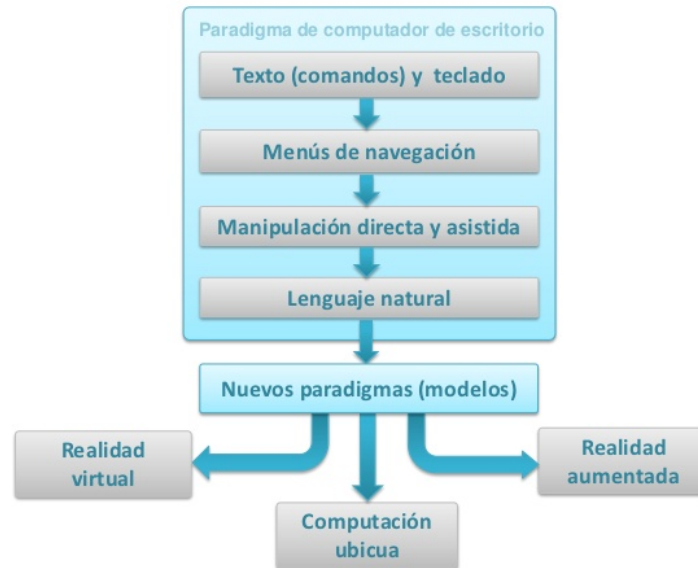 Paradigma de computador de escritorio
Texto (comandos) y teclado
Menús de navegación
Manipulación directa y asistida
Lenguaje natural
Nuevos paradigmas (modelos)
Realidad
virtual
Computación
ubicua
Realidad
aumentada